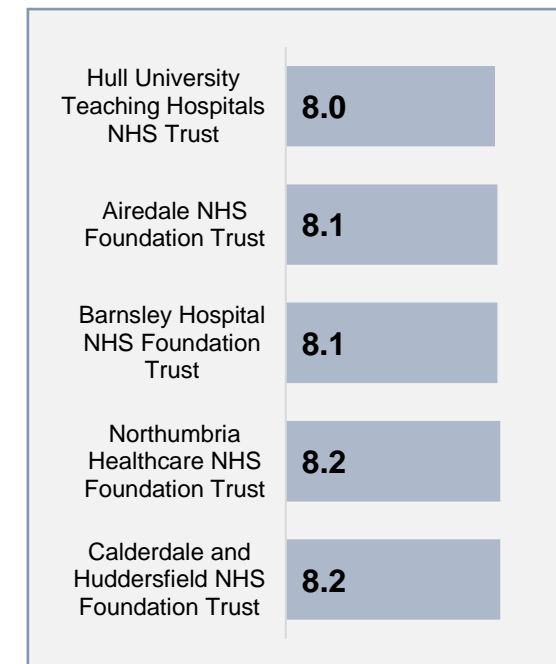 Hull University
Teaching Hospitals
NHS Trust
8.0
Airedale NHS
Foundation Trust
8.1
Barnsley Hospital
NHS Foundation
Trust
8.1
Northumbria
Healthcare NHS
Foundation Trust
8.2
Calderdale and
Huddersfield NHS
Foundation Trust
8.2